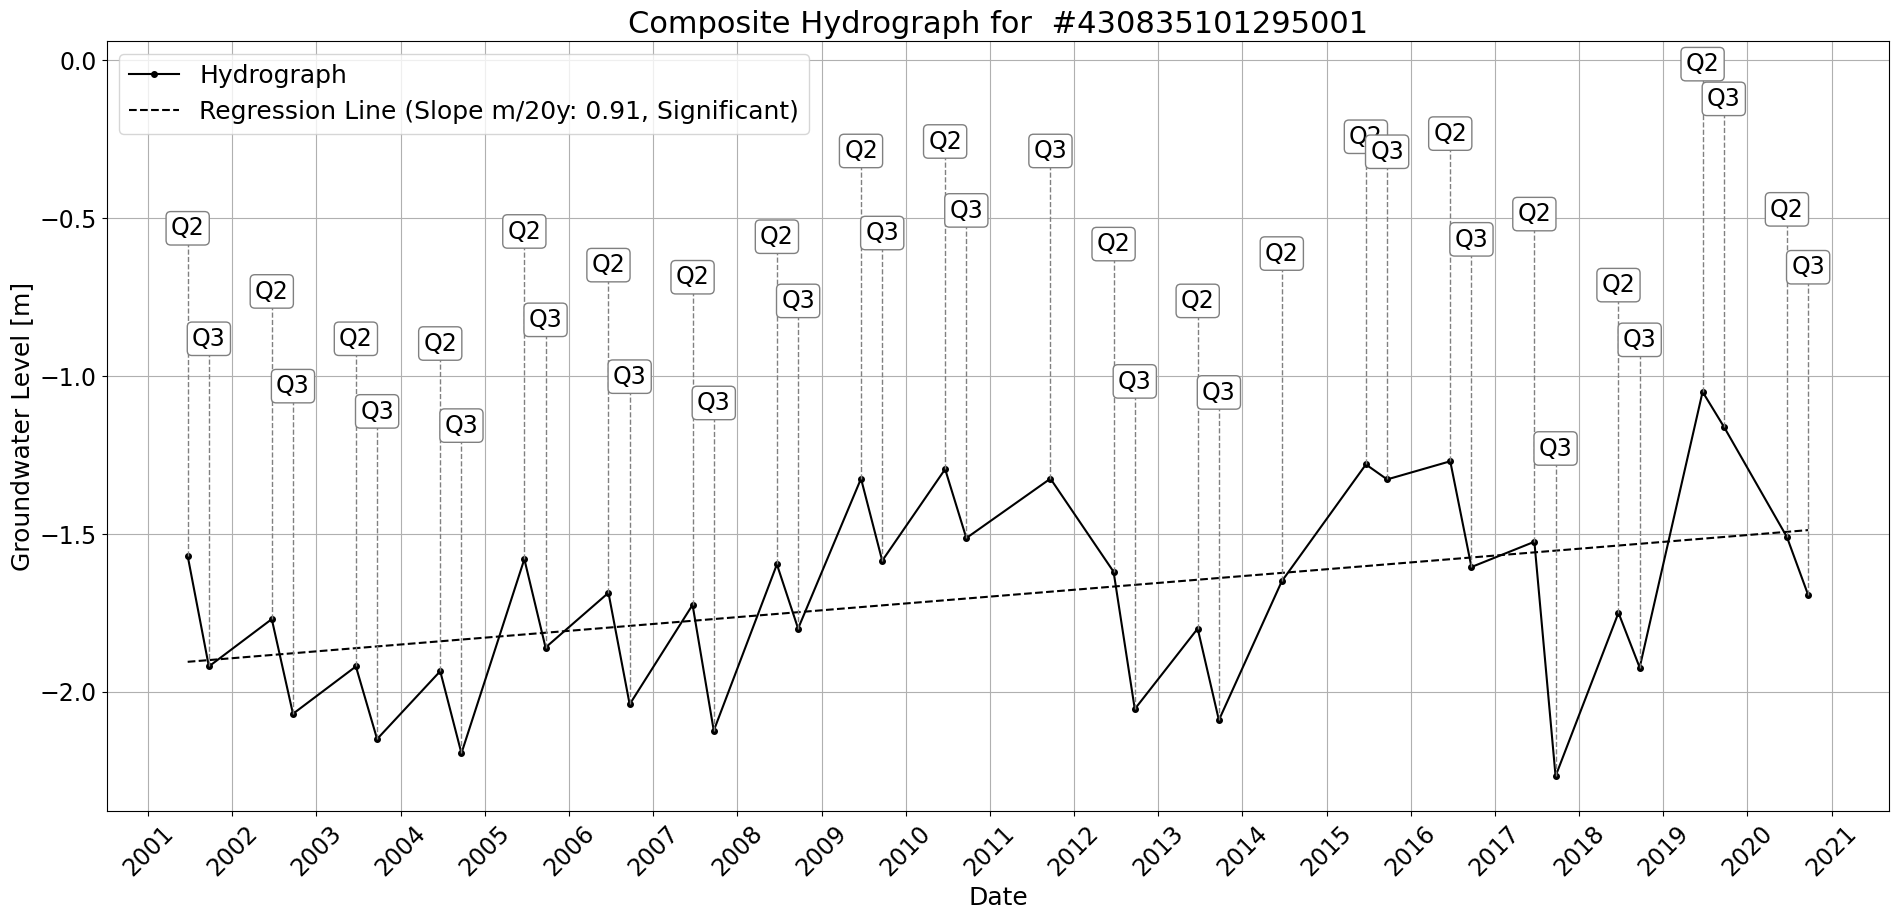 Composite Hydrograph for  #430835101295001
Hydrograph
Regression Line (Slope m/20y: 0.91, Significant)
Groundwater Level [m]
0.0
−0.5
−1.0
−1.5
−2.0
Q2
Q3
Q2
Q3
Q2
Q3
Q2
Q3
Q2
Q3
Q2
Q3
Q2
Q3
Q2
Q3
Q2
Q3
Q2
Q3
Q3
Q2
Q3
Q2
Q3
Q2
Q2
Q3
Q2
Q3
Q2
Q3
Q2
Q3
Q2
Q3
Q2
Q3
2001
2002
2003
2004
2005
2006
2007
2008
2009
2010
2011
2012
2013
2014
2015
2016
2017
2018
2019
2020
2021
Date